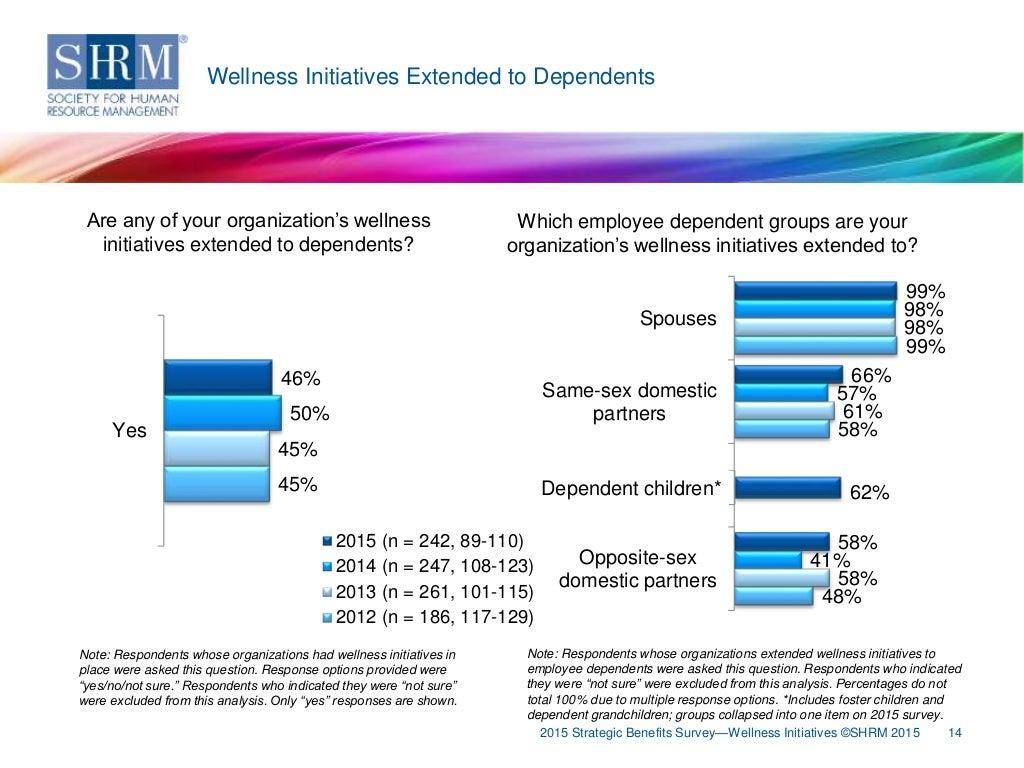 SHRM®
SOCIETY FOR HUMAN
RESOURCE MANAGEMENT
Wellness Initiatives Extended to Dependents
Are any of your organization’s wellness
initiatives extended to dependents?
Yes
46%
50%
45%
45%
2015 (n = 242, 89-110)
2014 (n = 247, 108-123)
2013 (n = 261, 101-115)
2012 (n = 186, 117-129)
Note: Respondents whose organizations had wellness initiatives in
place were asked this question. Response options provided were
“yes/no/not sure.” Respondents who indicated they were “not sure”
were excluded from this analysis. Only “yes” responses are shown.
Which employee dependent groups are your
organization’s wellness initiatives extended to?
Spouses
99%
98%
98%
99%
Same-sex domestic
partners
66%
57%
61%
58%
Dependent children*
62%
Opposite-sex
domestic partners
58%
41%
58%
48%
Note: Respondents whose organizations extended wellness initiatives to
employee dependents were asked this question. Respondents who indicated
they were “not sure” were excluded from this analysis. Percentages do not
total 100% due to multiple response options. *Includes foster children and
dependent grandchildren; groups collapsed into one item on 2015 survey.
2015 Strategic Benefits Survey—Wellness Initiatives ©SHRM 2015 14